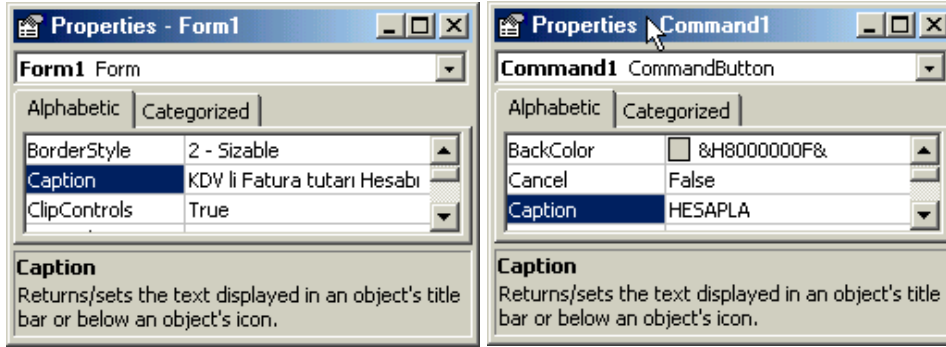 Properties - Form1
Form1 Form
Alphabetic Categorized
BorderStyle 2 - Sizable
Caption KDV li Fatura tutarı Hesabı
ClipControls True
Caption
Returns/sets the text displayed in an object's title
bar or below an object's icon.
Properties Command1
Command1 CommandButton
Alphabetic Categorized
BackColor &H8000000F&
Cancel False
Caption HESAPLA
Caption
Returns/sets the text displayed in an object's title
bar or below an object's icon.